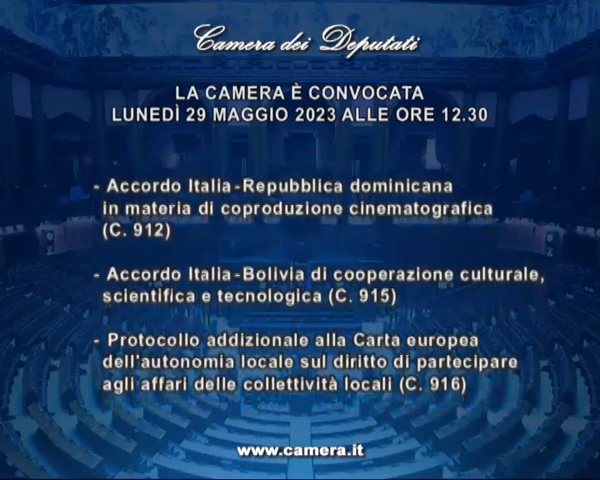 Camera dei Deputati
LA CAMERA È CONVOCATA
LUNEDÌ 29 MAGGIO 2023 ALLE ORE 12.30
- Accordo Italia-Repubblica dominicana
in materia di coproduzione cinematografica
(C. 912)
- Accordo Italia-Bolivia di cooperazione culturale,
scientifica e tecnologica (C. 915)
- Protocollo addizionale alla Carta europea
dell'autonomia locale sul diritto di partecipare
agli affari delle collettività locali (C. 916)
www.camera.it